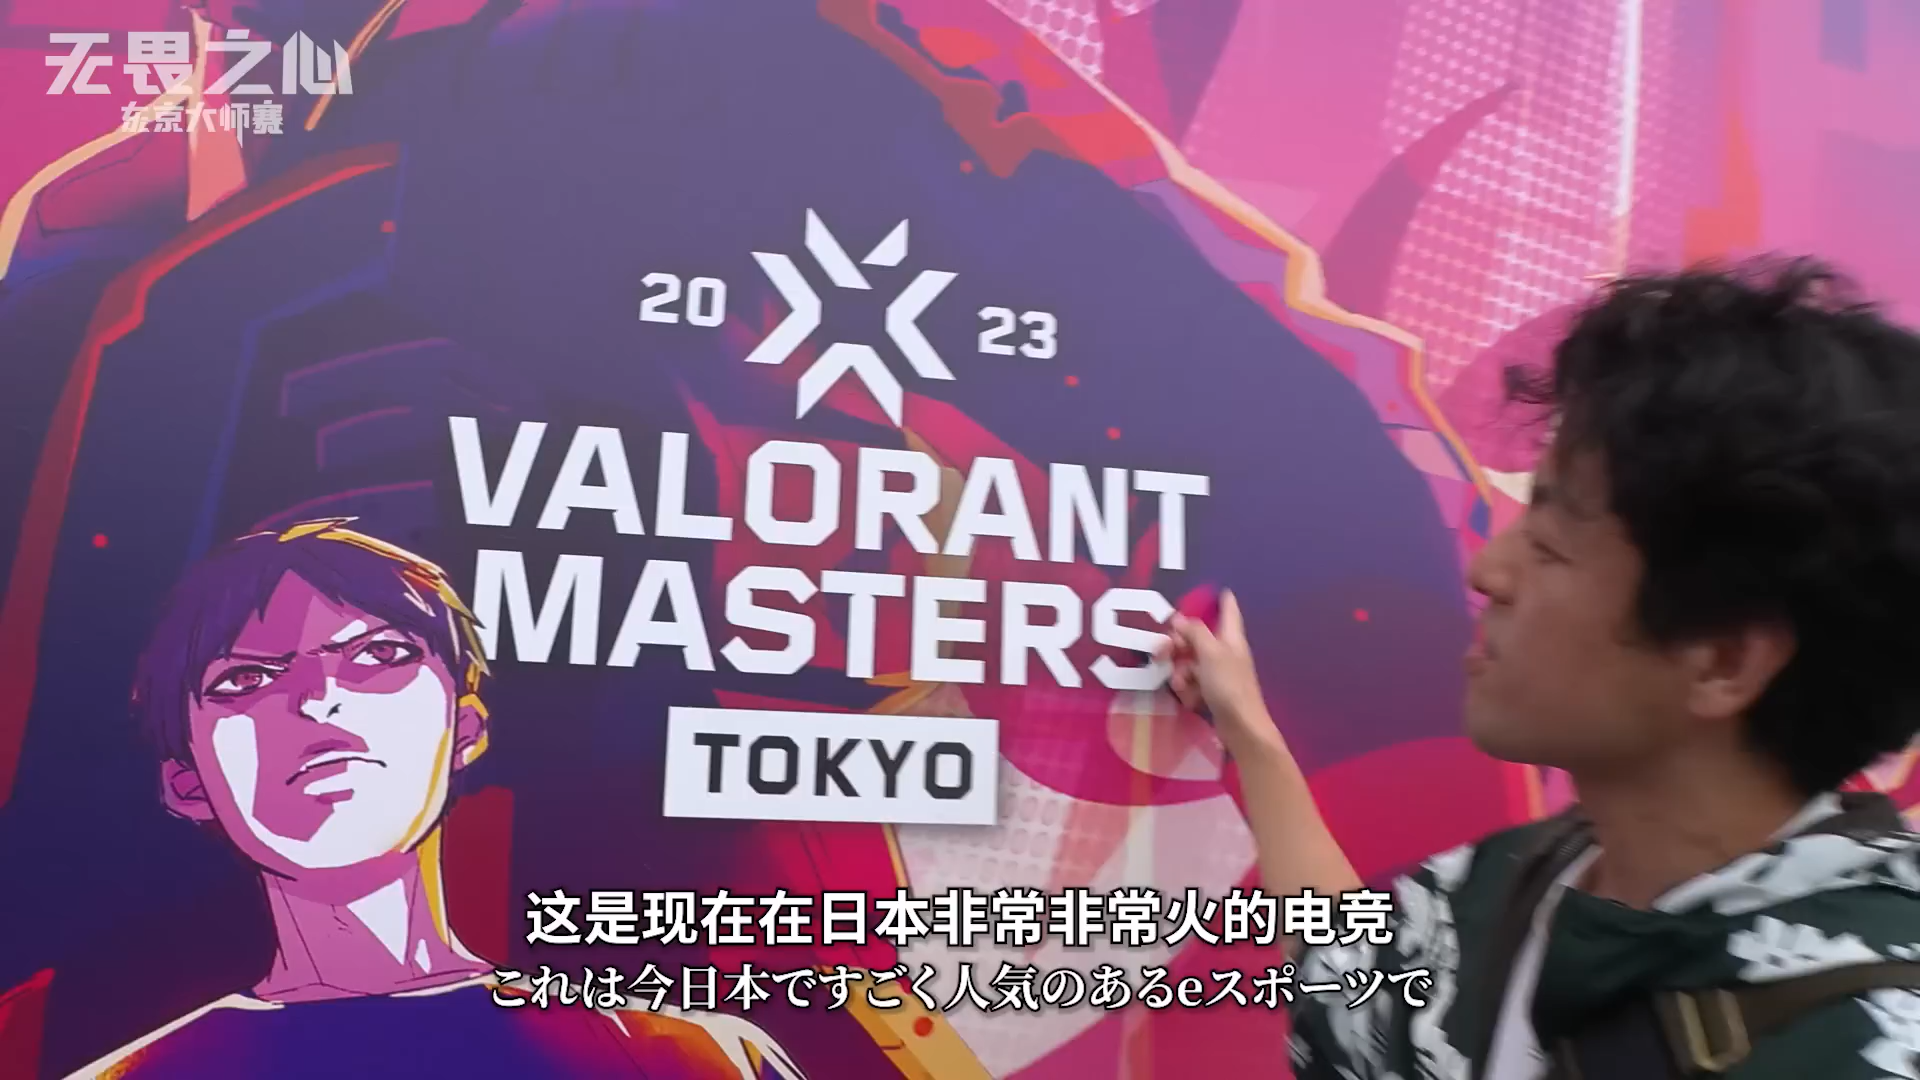 无畏之心
东京大师赛
20 23
VALORANT
MASTERS
TOKYO
这是现在在日本非常非常火的电竞
これは今日本ですごく人気のあるeスポーツで